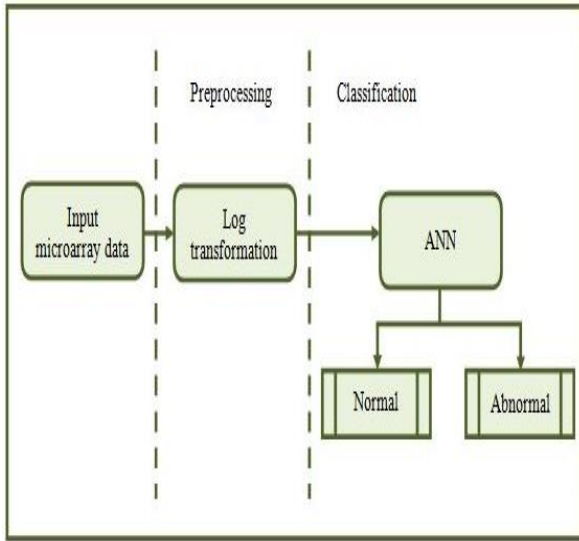 Preprocessing
Classification
Input
microarray data
Log
transformation
ANN
Normal
Abnormal